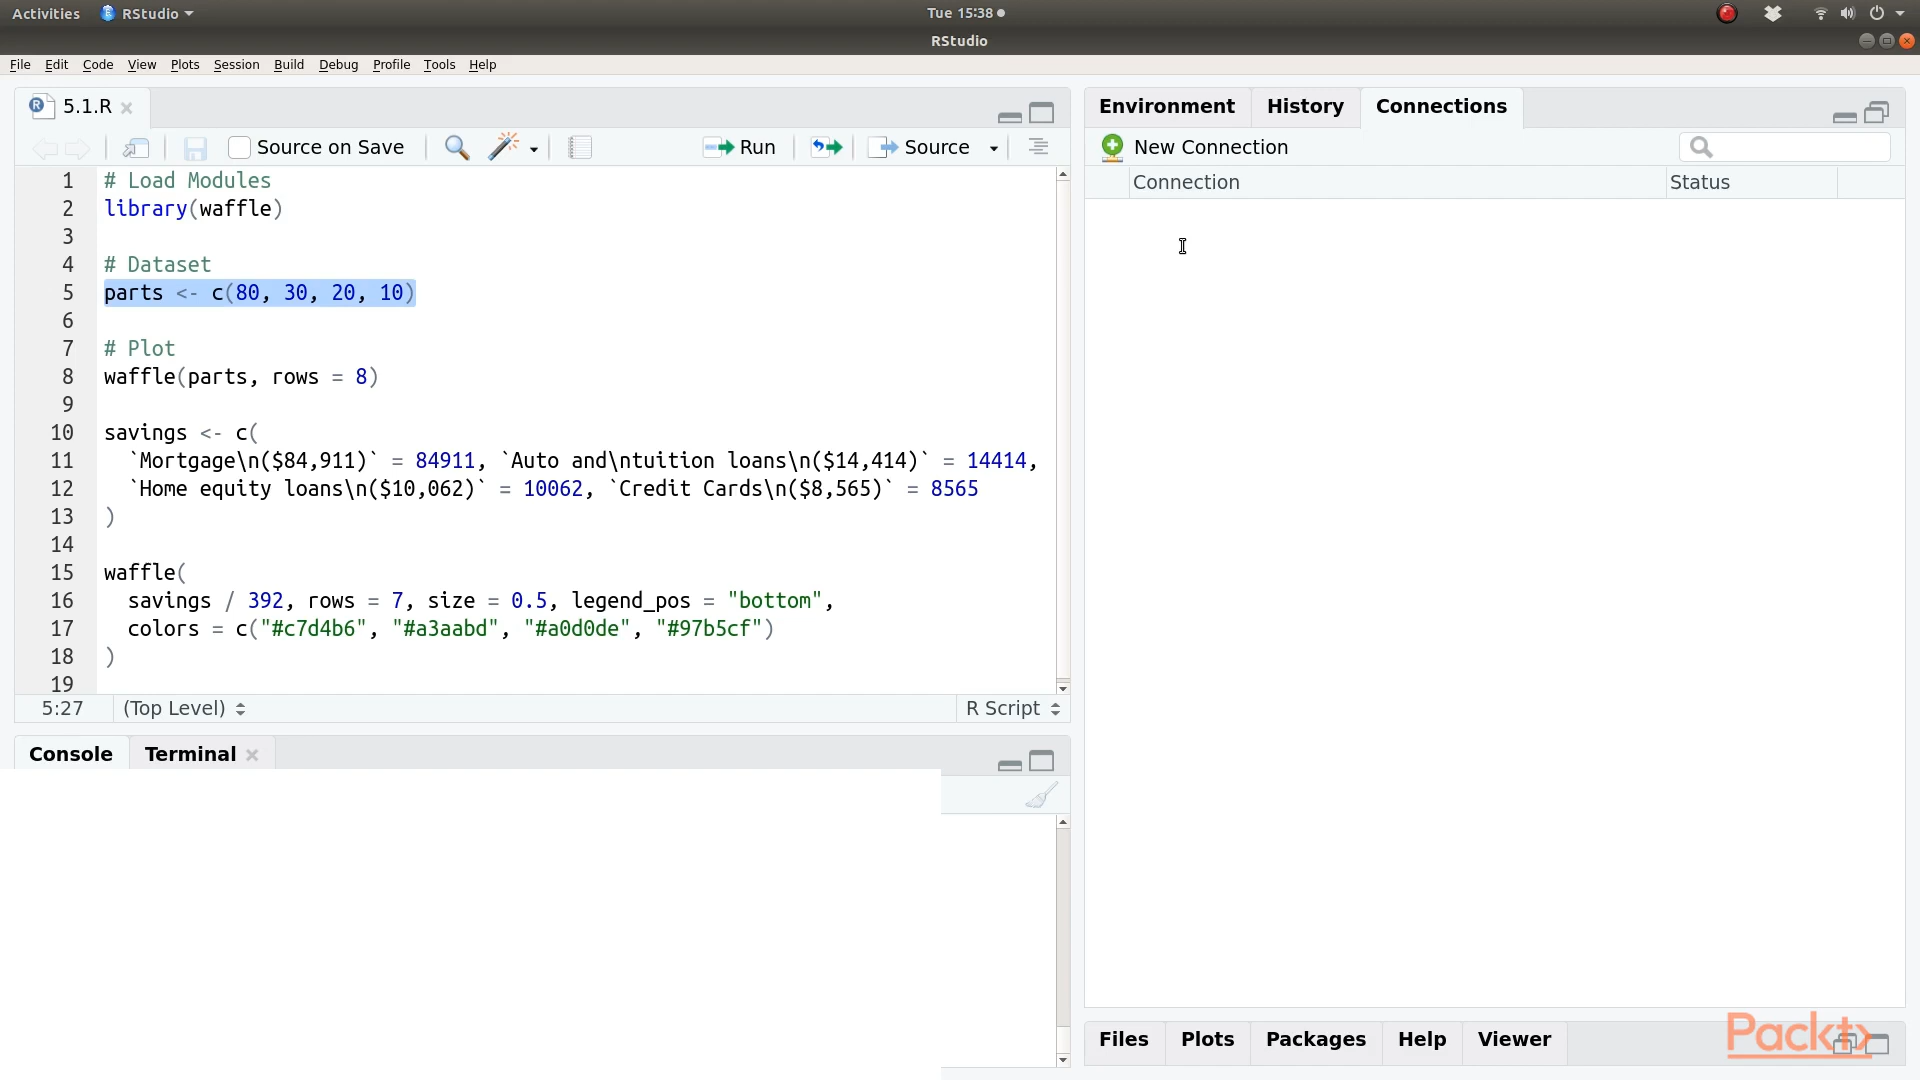 Activities RStudio Tue 15:38
RStudio
File Edit Code View Plots Session Build Debug Profile Tools Help
5.1.R
Source on Save Run Source
1 # Load Modules
2 library(waffle)
3
4 # Dataset
5 parts <- c(80, 30, 20, 10)
6
7 # Plot
8 waffle(parts, rows = 8)
9
10 savings <- c(
11 `Mortgage\n($84,911)` = 84911, `Auto and\ntuition loans\n($14,414)` = 14414,
12 `Home equity loans\n($10,062)` = 10062, `Credit Cards\n($8,565)` = 8565
13 )
14
15 waffle(
16 savings / 392, rows = 7, size = 0.5, legend_pos = "bottom",
17 colors = c("#c7d4b6", "#a3aabd", "#a0d0de", "#97b5cf")
18 )
19
5:27 (Top Level) R Script
Console Terminal
Environment History Connections
New Connection
Connection Status
Files Plots Packages Help Viewer
Packt